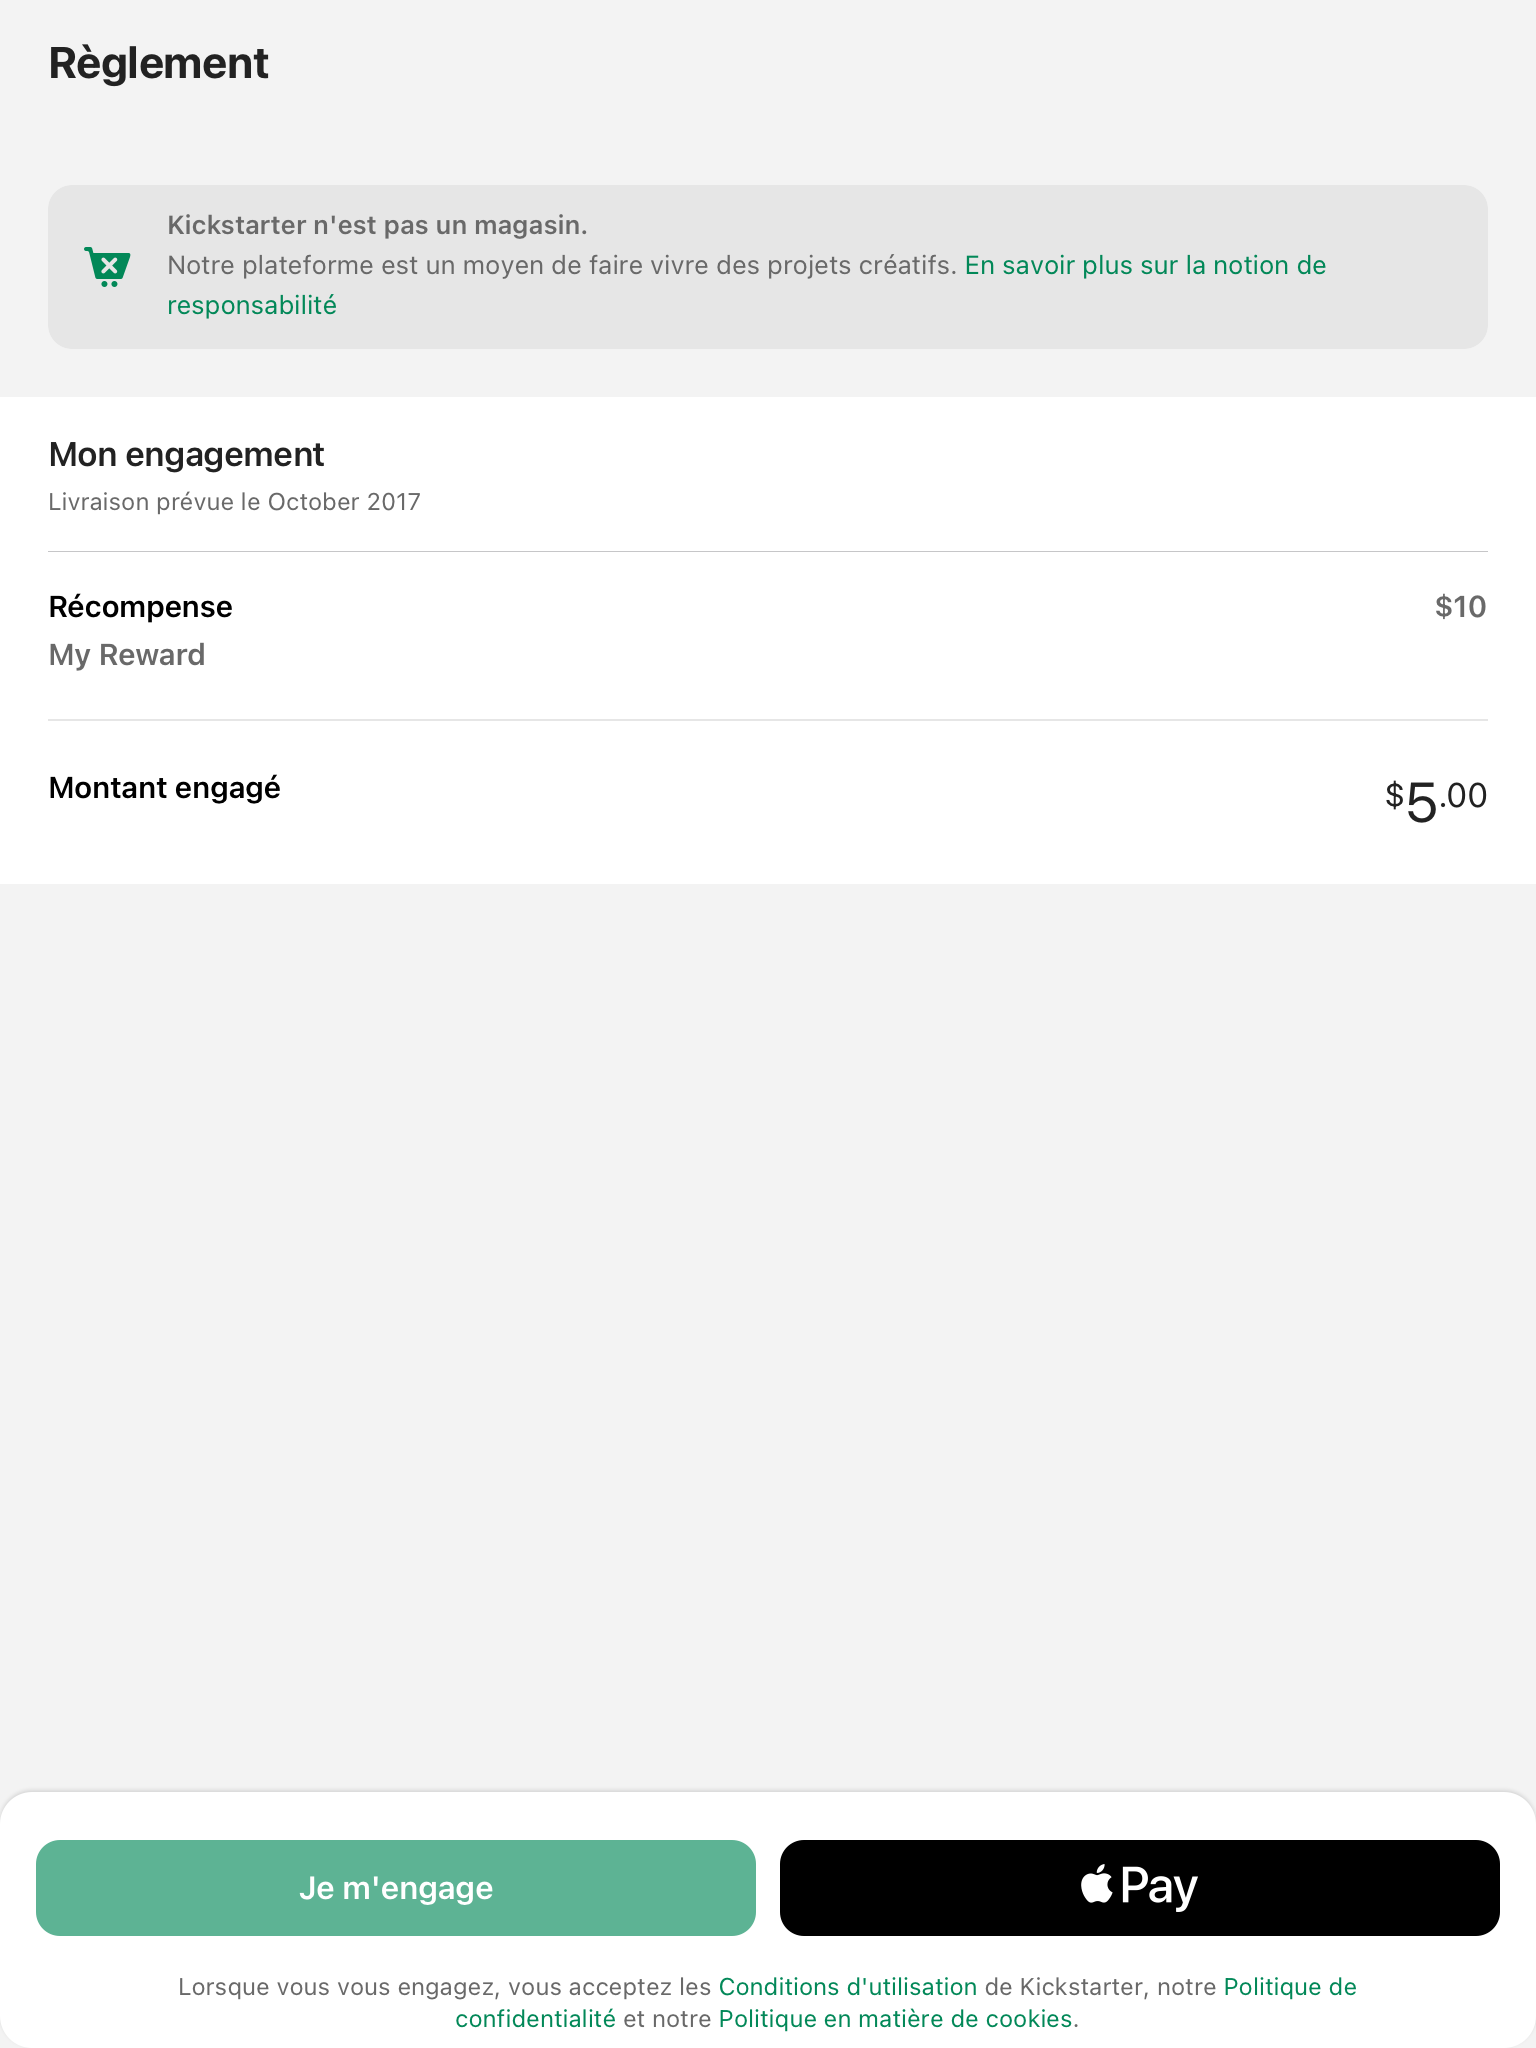 Règlement
Kickstarter n'est pas un magasin.
Notre plateforme est un moyen de faire vivre des projets créatifs. En savoir plus sur la notion de
responsabilité
Mon engagement
Livraison prévue le October 2017
Récompense
$10
My Reward
Montant engagé
$5.00
Je m'engage
Pay
Lorsque vous vous engagez, vous acceptez les Conditions d'utilisation de Kickstarter, notre Politique de
confidentialité et notre Politique en matière de cookies.